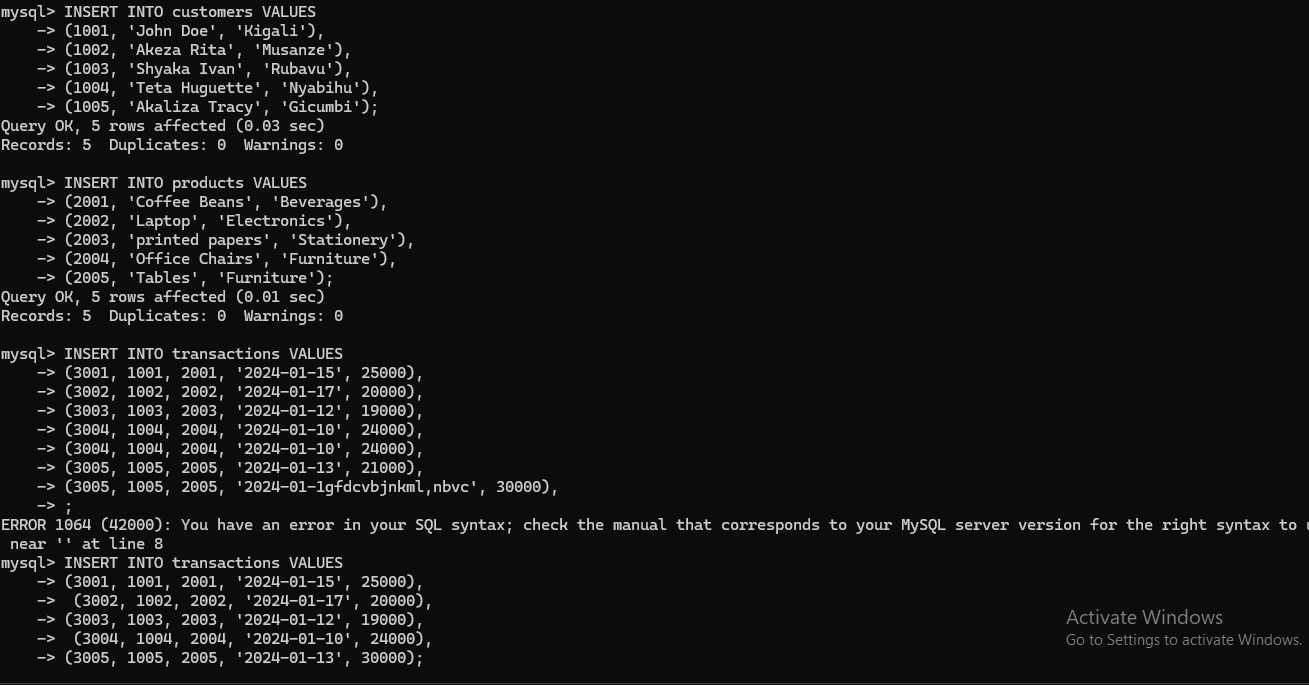 mysql> INSERT INTO customers VALUES
    -> (1001, 'John Doe', 'Kigali'),
    -> (1002, 'Akeza Rita', 'Musanze'),
    -> (1003, 'Shyaka Ivan', 'Rubavu'),
    -> (1004, 'Teta Huguette', 'Nyabihu'),
    -> (1005, 'Akaliza Tracy', 'Gicumbi');
Query OK, 5 rows affected (0.03 sec)
Records: 5  Duplicates: 0  Warnings: 0

mysql> INSERT INTO products VALUES
    -> (2001, 'Coffee Beans', 'Beverages'),
    -> (2002, 'Laptop', 'Electronics'),
    -> (2003, 'printed papers', 'Stationery'),
    -> (2004, 'Office Chairs', 'Furniture'),
    -> (2005, 'Tables', 'Furniture');
Query OK, 5 rows affected (0.01 sec)
Records: 5  Duplicates: 0  Warnings: 0

mysql> INSERT INTO transactions VALUES
    -> (3001, 1001, 2001, '2024-01-15', 25000),
    -> (3002, 1002, 2002, '2024-01-17', 20000),
    -> (3003, 1003, 2003, '2024-01-12', 19000),
    -> (3004, 1004, 2004, '2024-01-10', 24000),
    -> (3004, 1004, 2004, '2024-01-10', 24000),
    -> (3005, 1005, 2005, '2024-01-13', 21000),
    -> (3005, 1005, 2005, '2024-01-1gfdcvbjnkml,nbvc', 30000),
    -> ;
ERROR 1064 (42000): You have an error in your SQL syntax; check the manual that corresponds to your MySQL server version for the right syntax to
 near '' at line 8
mysql> INSERT INTO transactions VALUES
    -> (3001, 1001, 2001, '2024-01-15', 25000),
    ->  (3002, 1002, 2002, '2024-01-17', 20000),
    -> (3003, 1003, 2003, '2024-01-12', 19000),
    ->  (3004, 1004, 2004, '2024-01-10', 24000),
    -> (3005, 1005, 2005, '2024-01-13', 30000);
Activate Windows
Go to Settings to activate Windows.